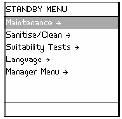 STANDBY MENU
Maintenance →
Sanitise/Clean →
Suitability Tests →
Language →
Manager Menu →